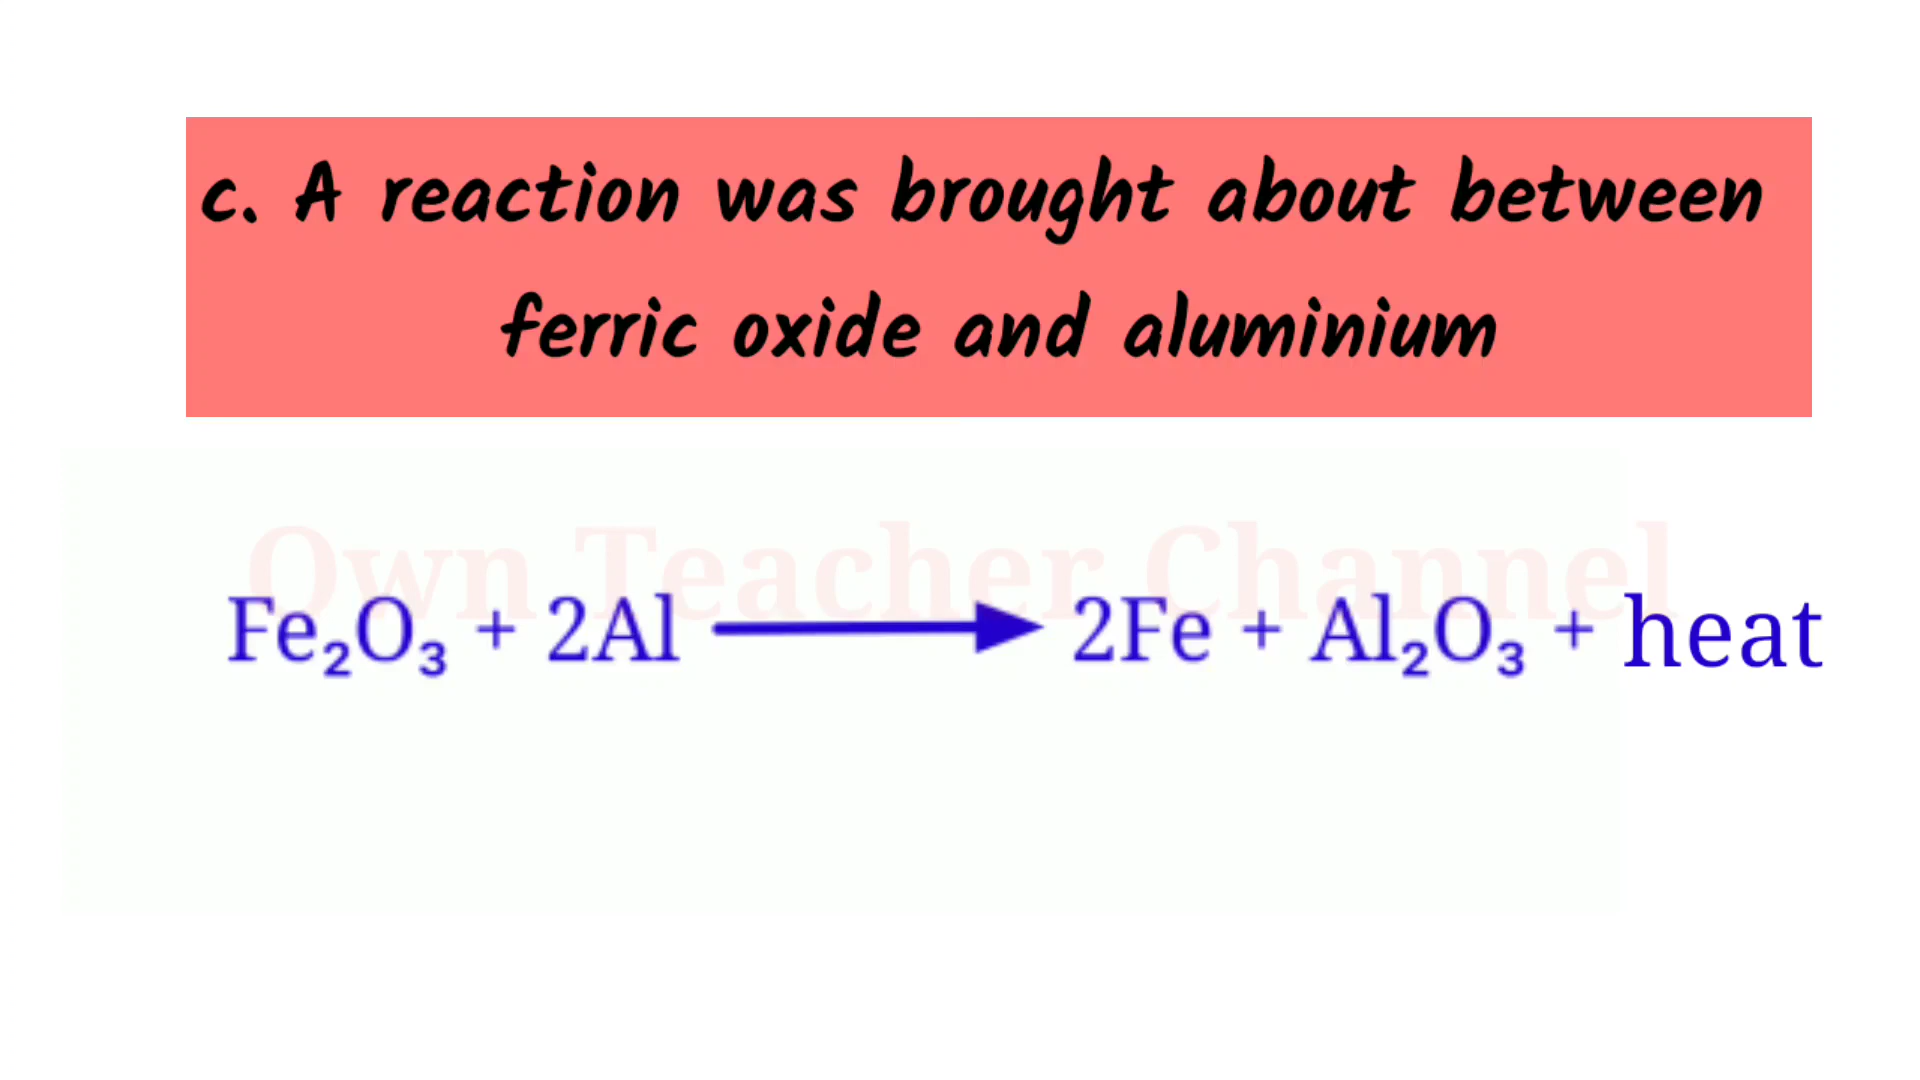 c. A reaction was brought about between
ferric oxide and aluminium
Own Teacher Channel
Fe₂O₃ + 2Al ⟶ 2Fe + Al₂O₃ + heat